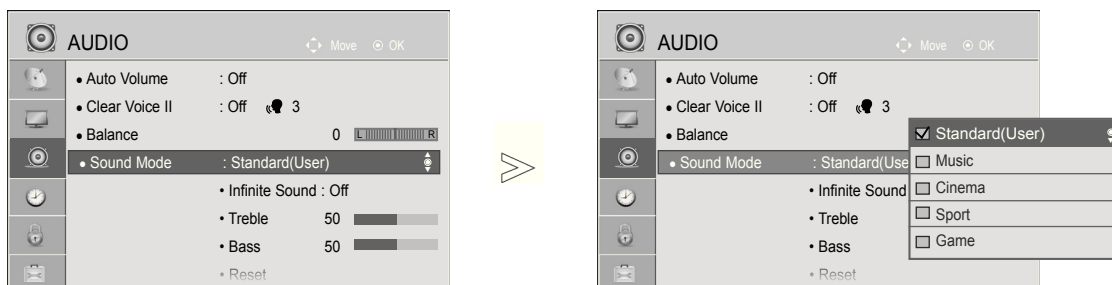 AUDIO
Move OK
• Auto Volume : Off
• Clear Voice II : Off 3
• Balance 0 L R
• Sound Mode : Standard(User)
• Infinite Sound : Off
• Treble 50
• Bass 50
• Reset
AUDIO
Move OK
• Auto Volume : Off
• Clear Voice II : Off 3
• Balance
• Sound Mode : Standard(Use
• Infinite Sound
• Treble
• Bass
• Reset
Standard(User)
Music
Cinema
Sport
Game